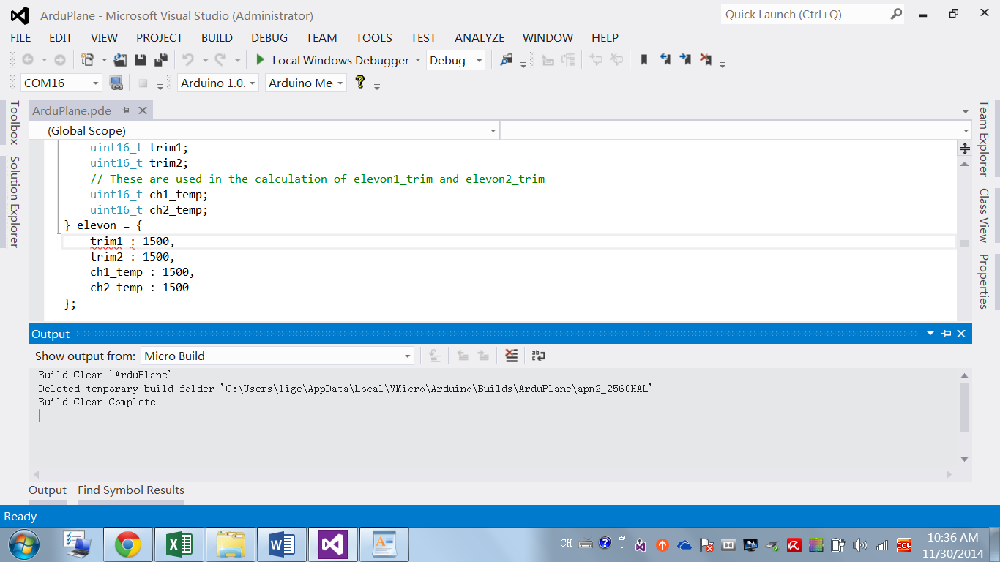 ArduPlane - Microsoft Visual Studio (Administrator)
Quick Launch (Ctrl+Q)
FILE EDIT VIEW PROJECT BUILD DEBUG TEAM TOOLS TEST ANALYZE WINDOW HELP
Local Windows Debugger Debug
COM16 Arduino 1.0. Arduino Me
Toolbox
Solution Explorer
ArduPlane.pde
(Global Scope)
uint16_t trim1;
uint16_t trim2;
// These are used in the calculation of elevon1_trim and elevon2_trim
uint16_t ch1_temp;
uint16_t ch2_temp;
} elevon = {
trim1 : 1500,
trim2 : 1500,
ch1_temp : 1500,
ch2_temp : 1500
};
Team Explorer
Class View
Properties
Output
Show output from: Micro Build
Build Clean 'ArduPlane'
Deleted temporary build folder 'C:\Users\lige\AppData\Local\VMicro\Arduino\Builds\ArduPlane\apm2_2560HAL'
Build Clean Complete
Output Find Symbol Results
Ready
CH
10:36 AM
11/30/2014